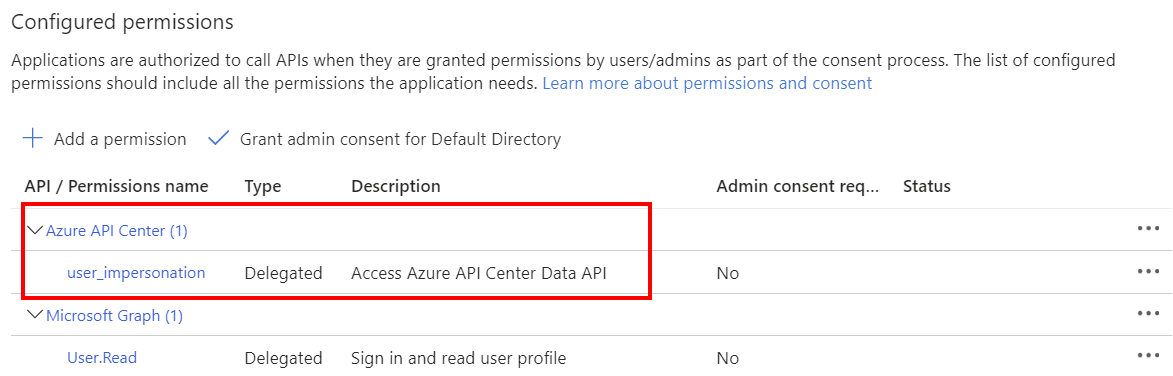 Configured permissions
Applications are authorized to call APIs when they are granted permissions by users/admins as part of the consent process. The list of configured
permissions should include all the permissions the application needs. Learn more about permissions and consent
Add a permission Grant admin consent for Default Directory
API / Permissions name Type Description Admin consent req... Status
Azure API Center (1)
user_impersonation Delegated Access Azure API Center Data API No
Microsoft Graph (1)
User.Read Delegated Sign in and read user profile No